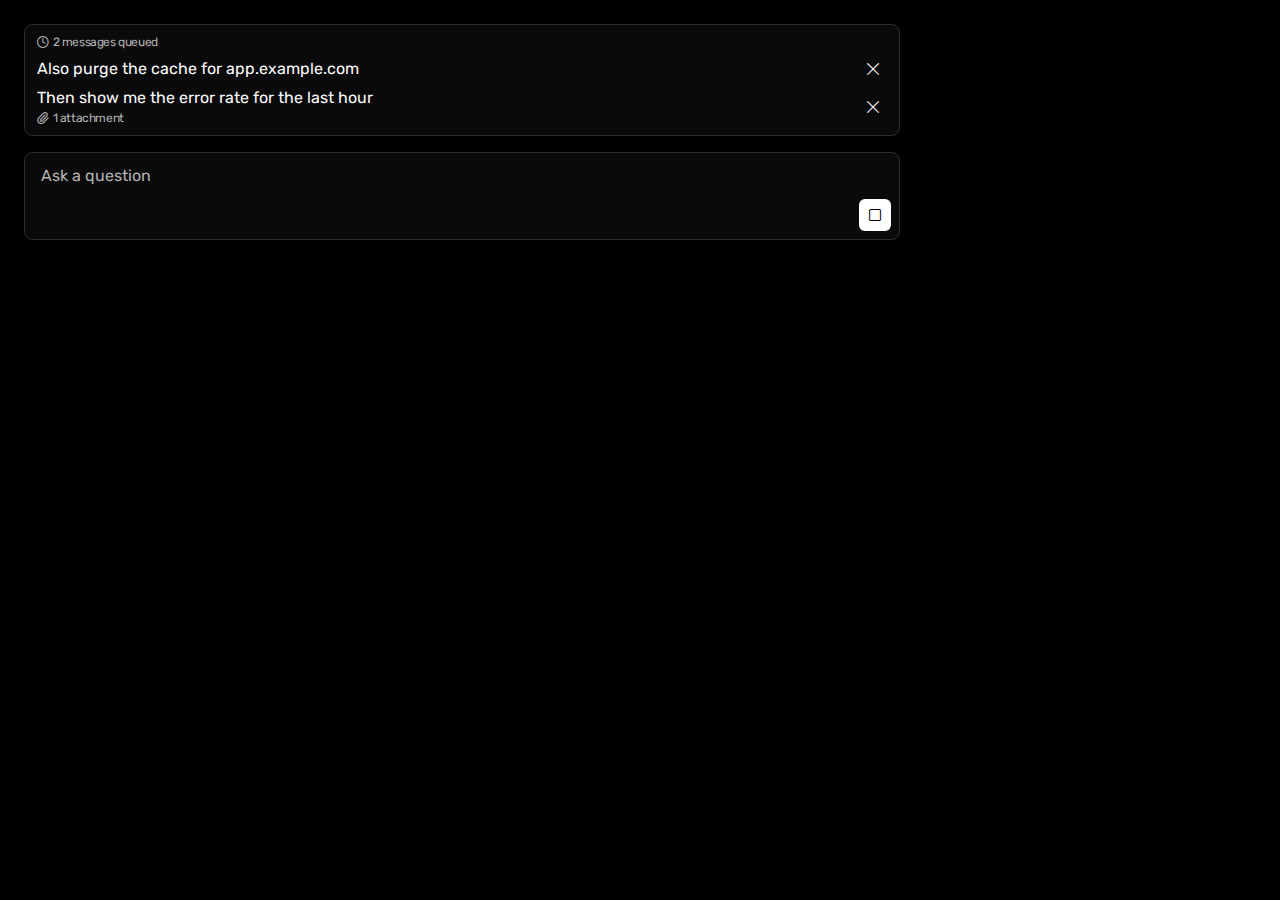 2 messages queued
Also purge the cache for app.example.com
Then show me the error rate for the last hour
1 attachment
Ask a question